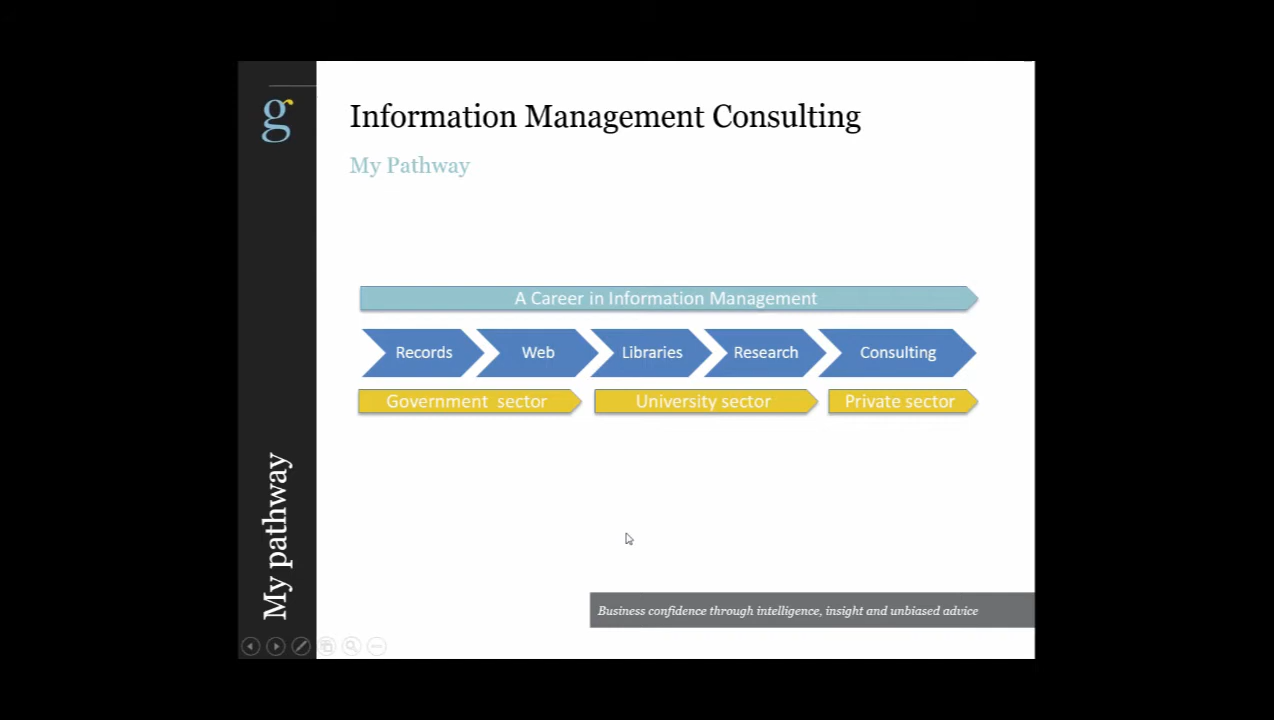 g
Information Management Consulting
My Pathway
A Career in Information Management
Records Web Libraries Research Consulting
Government sector University sector Private sector
My pathway
Business confidence through intelligence, insight and unbiased advice